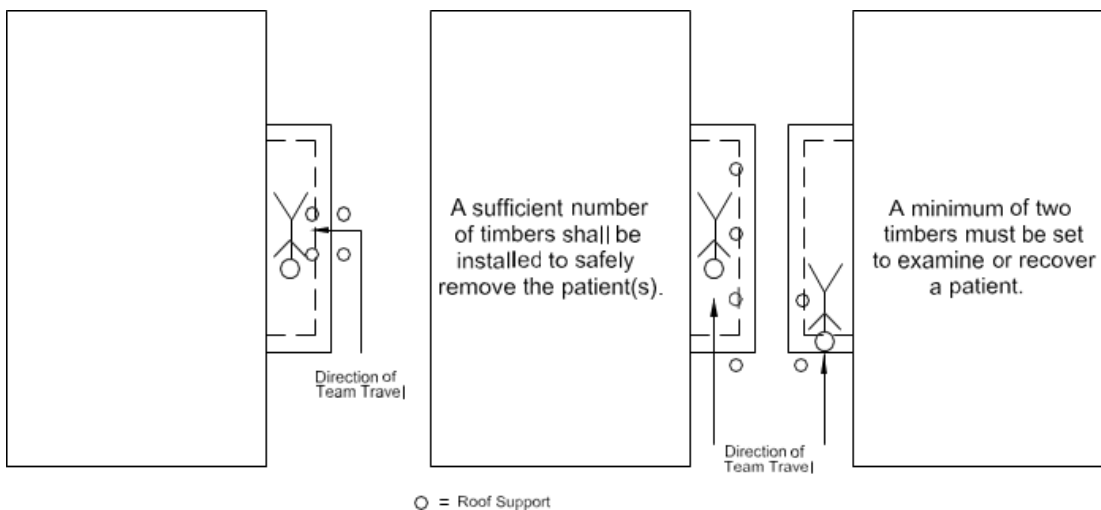 A sufficient number
of timbers shall be
installed to safely
remove the patient(s).
A minimum of two
timbers must be set
to examine or recover
a patient.
Direction of
Team Travel
Direction of
Team Travel
= Roof Support